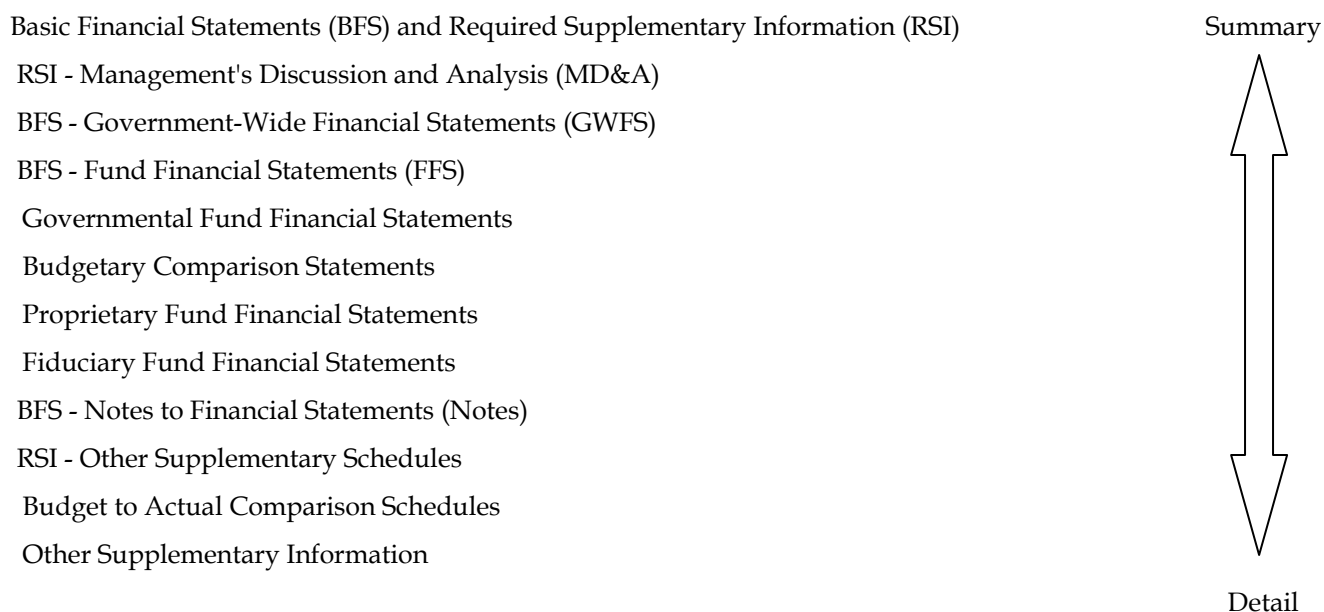 Basic Financial Statements (BFS) and Required Supplementary Information (RSI) Summary
RSI - Management's Discussion and Analysis (MD&A)
BFS - Government-Wide Financial Statements (GWFS)
BFS - Fund Financial Statements (FFS)
Governmental Fund Financial Statements
Budgetary Comparison Statements
Proprietary Fund Financial Statements
Fiduciary Fund Financial Statements
BFS - Notes to Financial Statements (Notes)
RSI - Other Supplementary Schedules
Budget to Actual Comparison Schedules
Other Supplementary Information
Detail